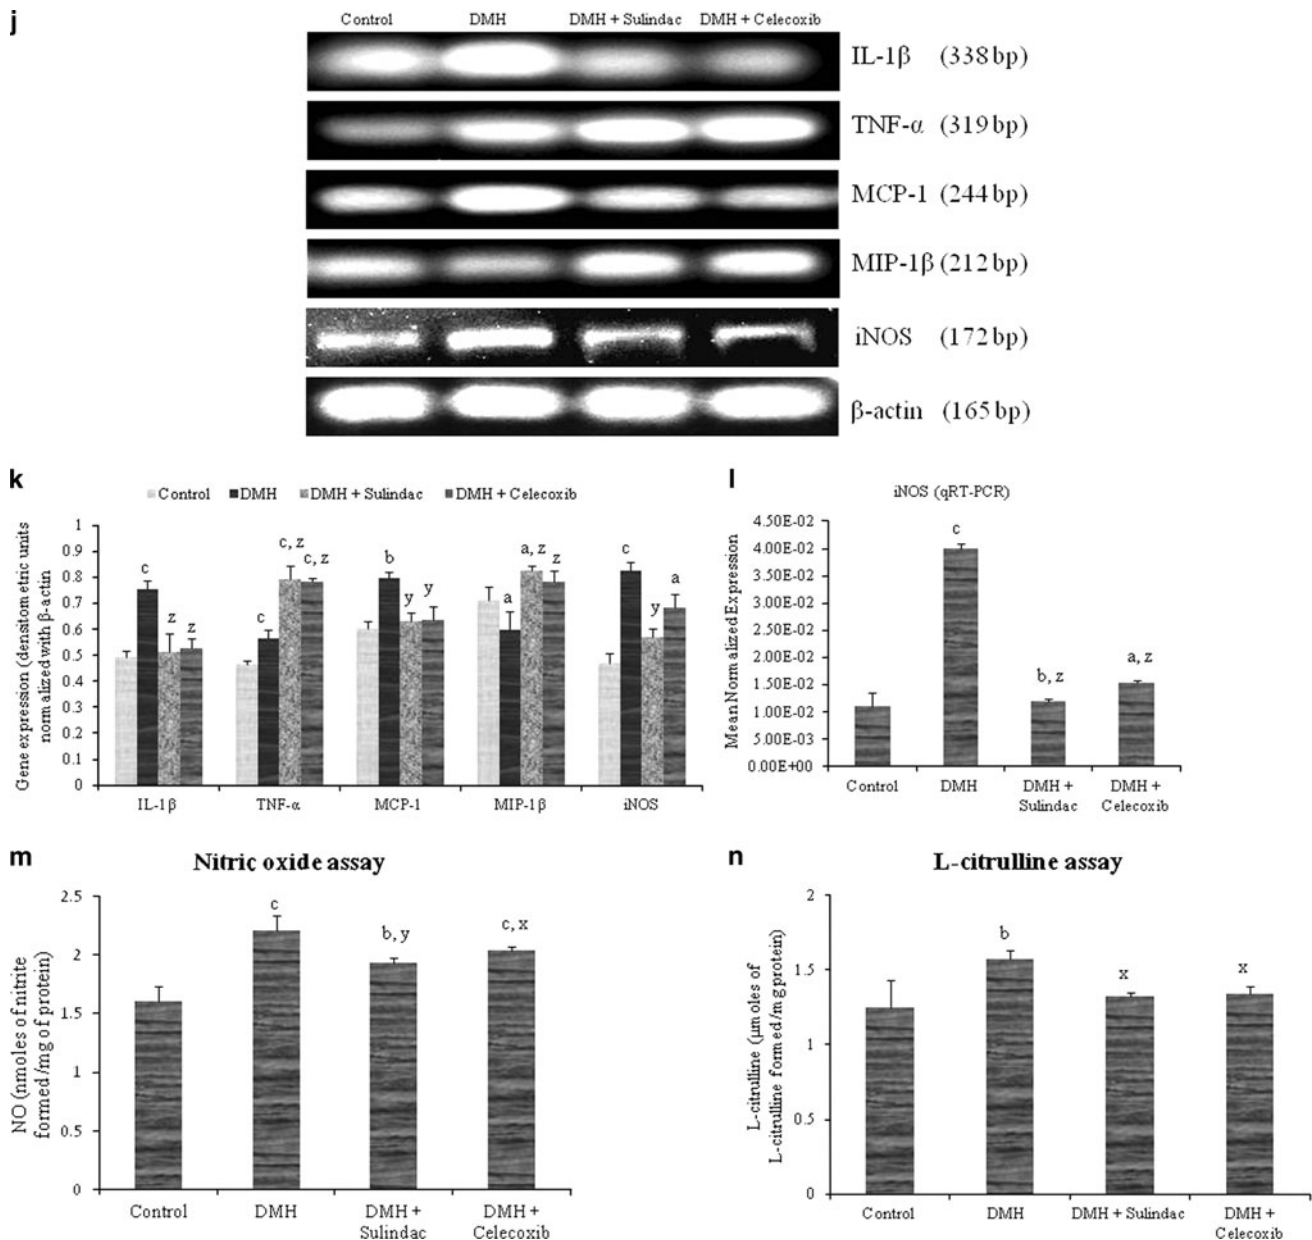 j
Control DMH DMH + Sulindac DMH + Celecoxib
IL-1β (338 bp)
TNF-α (319 bp)
MCP-1 (244 bp)
MIP-1β (212 bp)
iNOS (172 bp)
β-actin (165 bp)
k
Control DMH DMH + Sulindac DMH + Celecoxib
Gene expression (densitometric units
normalized with β-actin
1
0.9
0.8
0.7
0.6
0.5
0.4
0.3
0.2
0.1
0
c z z
c c, z c, z
b y y
a a, z z
c y a
IL-1β TNF-α MCP-1 MIP-1β iNOS
l
iNOS (qRT-PCR)
Mean Normalized Expression
4.50E-02
4.00E-02
3.50E-02
3.00E-02
2.50E-02
2.00E-02
1.50E-02
1.00E-02
5.00E-03
0.00E+00
c
b, z
a, z
Control DMH DMH + DMH +
Sulindac Celecoxib
m
Nitric oxide assay
NO (nmoles of nitrite
formed/mg of protein)
2.5
2
1.5
1
0.5
0
c
b, y
c, x
Control DMH DMH + DMH +
Sulindac Celecoxib
n
L-citrulline assay
L-citrulline (µmoles of
L-citrulline formed/mg protein)
2
1.5
1
0.5
0
b
x
x
Control DMH DMH + Sulindac DMH +
Celecoxib